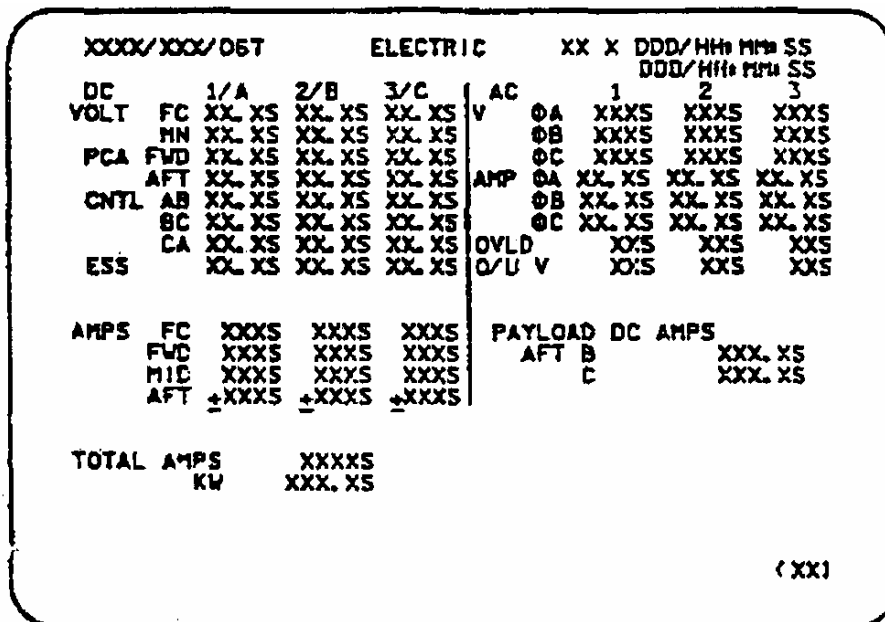 XXXX/XXX/067 ELECTRIC XX X DDD/HH:MM:SS
DDD/HH:MM:SS
DC 1/A 2/B 3/C AC 1 2 3
VOLT FC XX.XS XX.XS XX.XS V ΦA XXXS XXXS XXXS
MN XX.XS XX.XS XX.XS ΦB XXXS XXXS XXXS
PCA FWD XX.XS XX.XS XX.XS ΦC XXXS XXXS XXXS
AFT XX.XS XX.XS XX.XS AMP ΦA XX.XS XX.XS XX.XS
CNTL AB XX.XS XX.XS XX.XS ΦB XX.XS XX.XS XX.XS
BC XX.XS XX.XS XX.XS ΦC XX.XS XX.XS XX.XS
CA XX.XS XX.XS XX.XS OVLD XXS XXS XXS
ESS XX.XS XX.XS XX.XS O/U V XXS XXS XXS
AMPS FC XXXS XXXS XXXS PAYLOAD DC AMPS
FWD XXXS XXXS XXXS AFT B XXX.XS
MID XXXS XXXS XXXS C XXX.XS
AFT ±XXXS ±XXXS ±XXXS
TOTAL AMPS XXXXS
KW XXX.XS
(XX)